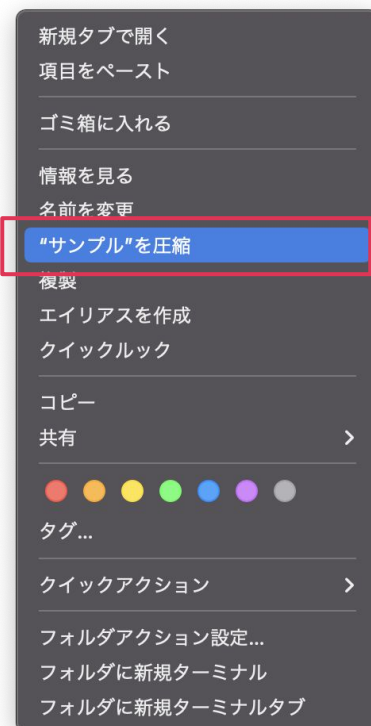 新規タブで開く
項目をペースト
ゴミ箱に入れる
情報を見る
名前を変更
“サンプル”を圧縮
複製
エイリアスを作成
クイックルック
コピー
共有
タグ...
クイックアクション
フォルダアクション設定...
フォルダに新規ターミナル
フォルダに新規ターミナルタブ